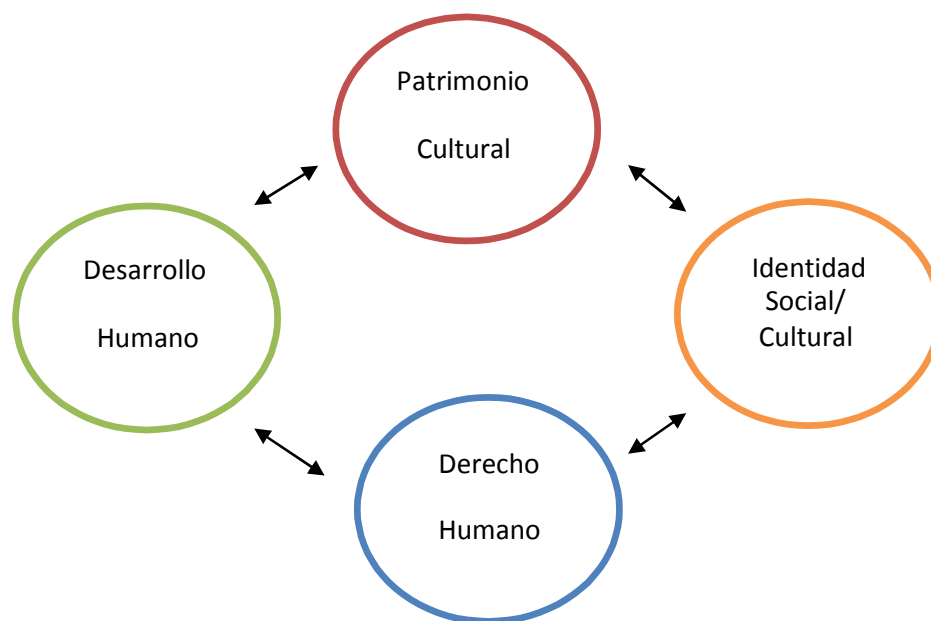 Patrimonio
Cultural
Desarrollo
Humano
Identidad
Social/
Cultural
Derecho
Humano